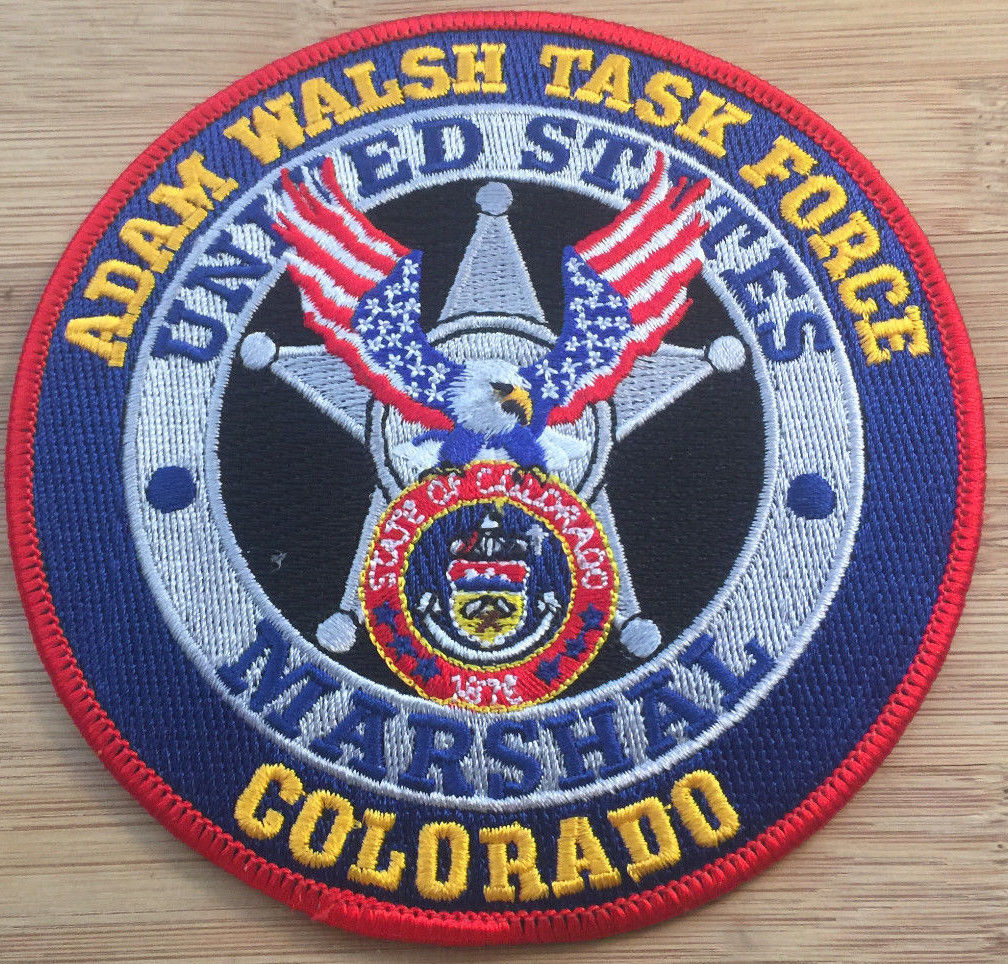 ADAM WALSH TASK FORCE
UNITED STATES
MARSHAL
STATE OF COLORADO
1876
COLORADO